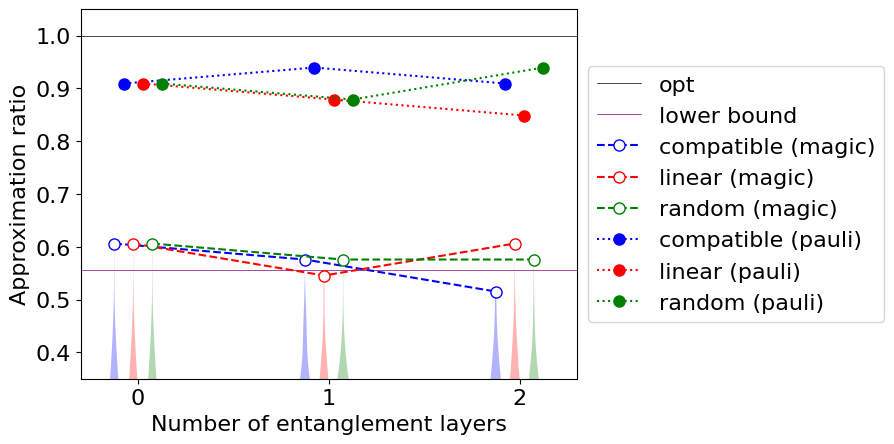 1.0
0.9
0.8
0.7
0.6
0.5
0.4
Approximation ratio
0 1 2
Number of entanglement layers
opt
lower bound
compatible (magic)
linear (magic)
random (magic)
compatible (pauli)
linear (pauli)
random (pauli)